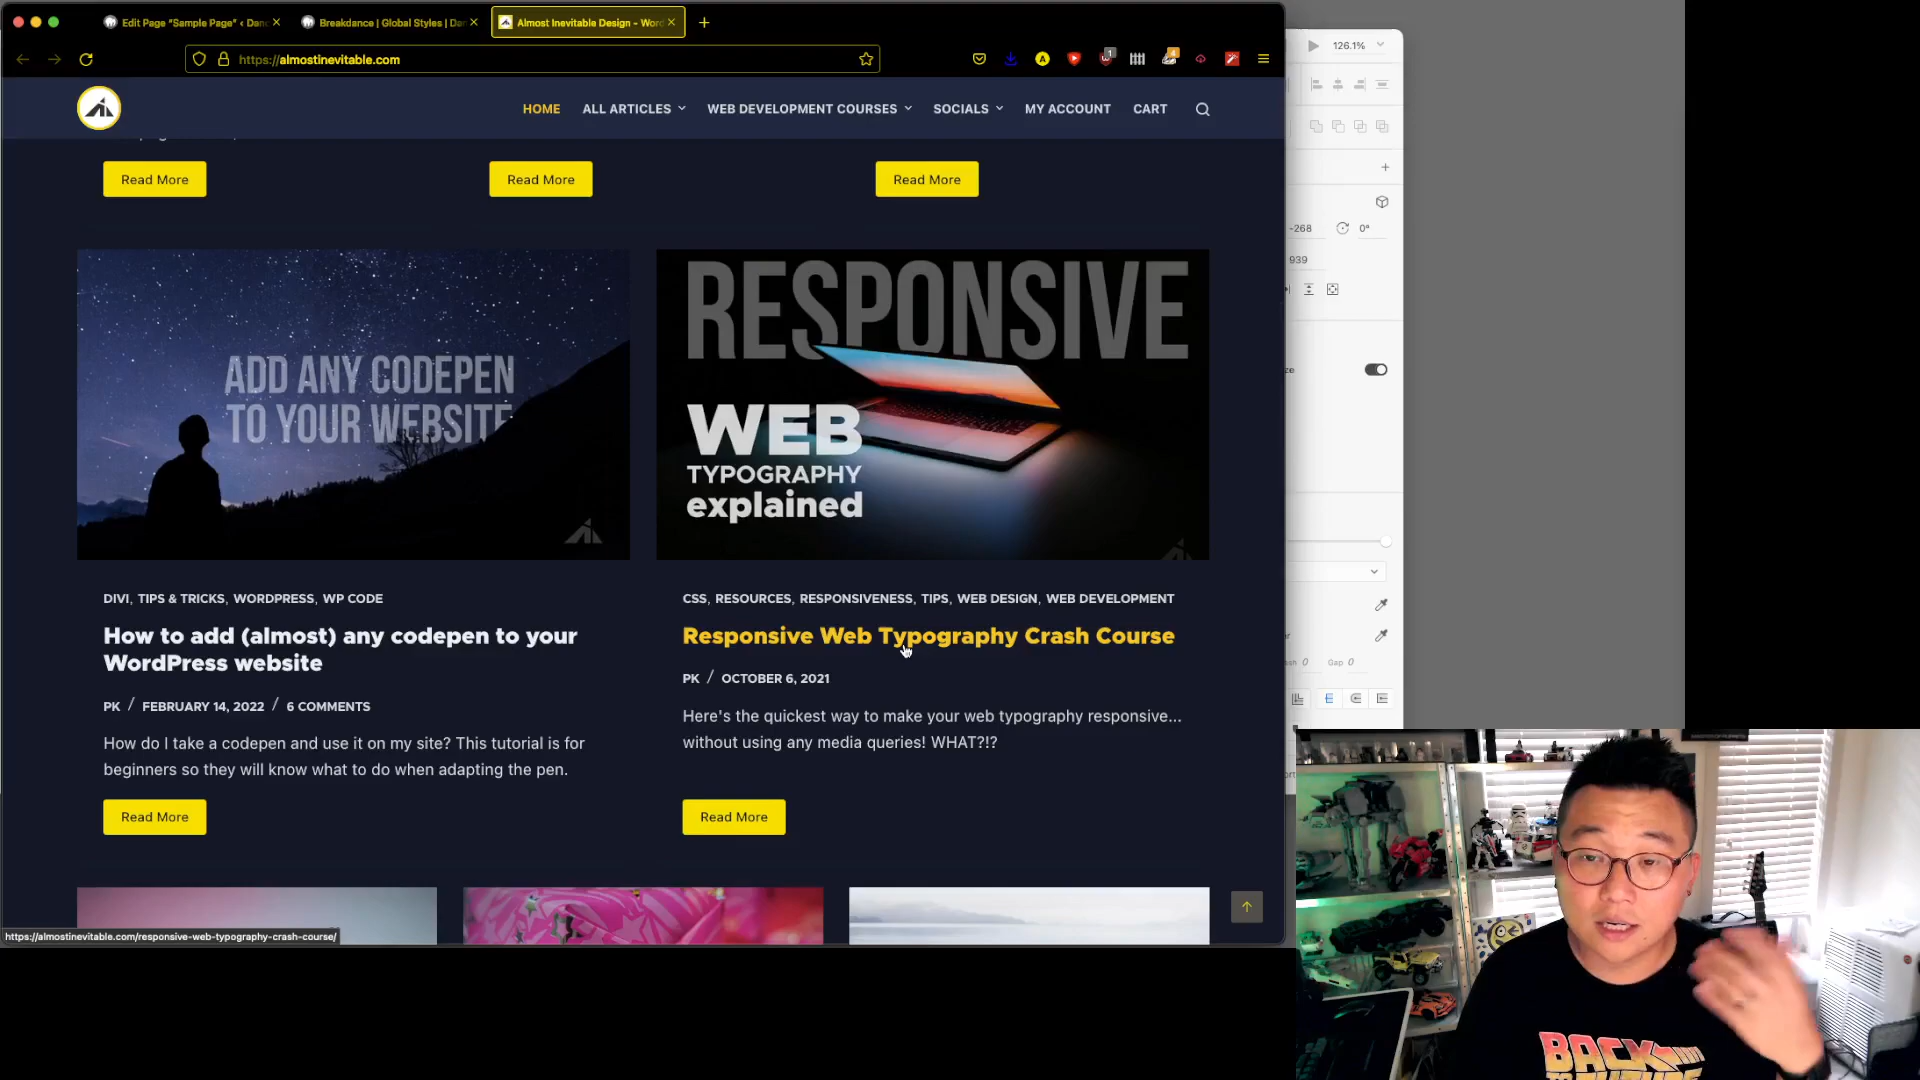 Edit Page "Sample Page" ‹ Danc
Breakdance | Global Styles | Dan
Almost Inevitable Design - Word
126.1%
https://almostinevitable.com
1
4
HOME
ALL ARTICLES
WEB DEVELOPMENT COURSES
SOCIALS
MY ACCOUNT
CART
Read More
Read More
Read More
-268
0°
939
ADD ANY CODEPEN
TO YOUR WEBSITE
RESPONSIVE
WEB
TYPOGRAPHY
explained
DIVI, TIPS & TRICKS, WORDPRESS, WP CODE
How to add (almost) any codepen to your
WordPress website
PK / FEBRUARY 14, 2022 / 6 COMMENTS
How do I take a codepen and use it on my site? This tutorial is for
beginners so they will know what to do when adapting the pen.
Read More
CSS, RESOURCES, RESPONSIVENESS, TIPS, WEB DESIGN, WEB DEVELOPMENT
Responsive Web Typography Crash Course
PK / OCTOBER 6, 2021
Here's the quickest way to make your web typography responsive...
without using any media queries! WHAT?!?
Read More
0 Gap 0
https://almostinevitable.com/responsive-web-typography-crash-course/
BACK